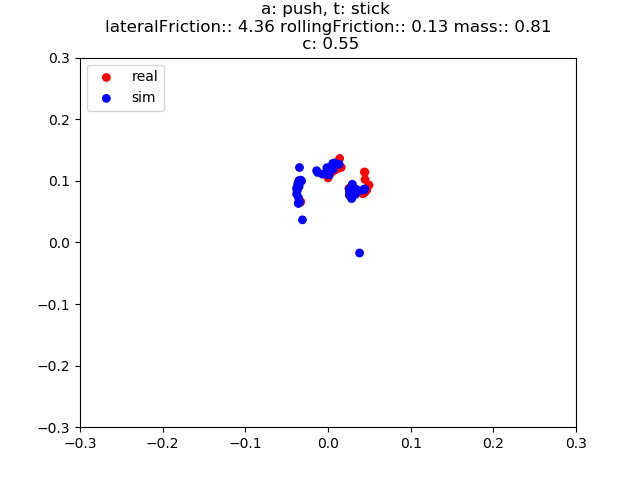 a: push, t: stick
lateralFriction:: 4.36 rollingFriction:: 0.13 mass:: 0.81
c: 0.55
real
sim
0.3
0.2
0.1
0.0
−0.1
−0.2
−0.3
−0.3 −0.2 −0.1 0.0 0.1 0.2 0.3